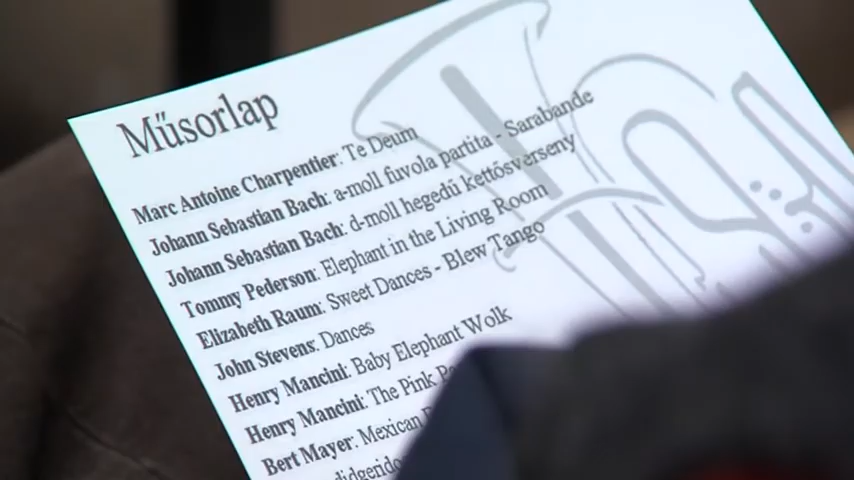 Műsorlap
Marc Antoine Charpentier: Te Deum
Johann Sebastian Bach: a-moll fuvola partita - Sarabande
Johann Sebastian Bach: d-moll hegedű kettősverseny
Tommy Pederson: Elephant in the Living Room
Elizabeth Raum: Sweet Dances - Blew Tango
John Stevens: Dances
Henry Mancini: Baby Elephant Wolk
Henry Mancini: The Pink
Bert Mayer: Mexican